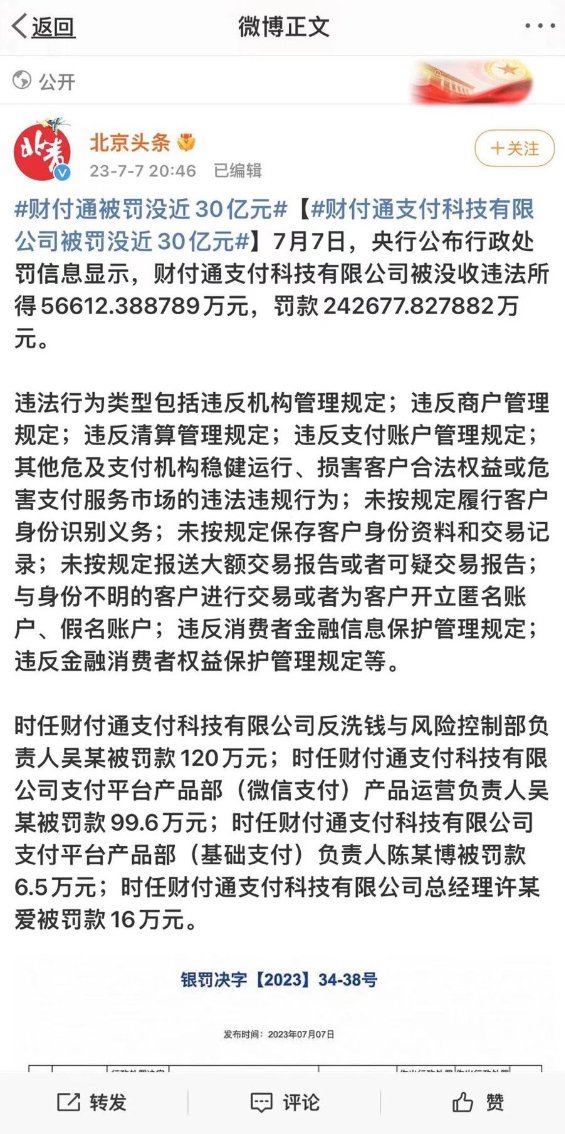 返回
微博正文
公开
北青
北京头条
23-7-7 20:46 已编辑
+关注
#财付通被罚没近30亿元#【#财付通支付科技有限
公司被罚没近30亿元#】7月7日，央行公布行政处
罚信息显示，财付通支付科技有限公司被没收违法所
得56612.388789万元，罚款242677.827882万
元。
违法行为类型包括违反机构管理规定；违反商户管理
规定；违反清算管理规定；违反支付账户管理规定；
其他危及支付机构稳健运行、损害客户合法权益或危
害支付服务市场的违法违规行为；未按规定履行客户
身份识别义务；未按规定保存客户身份资料和交易记
录；未按规定报送大额交易报告或者可疑交易报告；
与身份不明的客户进行交易或者为客户开立匿名账
户、假名账户；违反消费者金融信息保护管理规定；
违反金融消费者权益保护管理规定等。
时任财付通支付科技有限公司反洗钱与风险控制部负
责人吴某被罚款120万元；时任财付通支付科技有限
公司支付平台产品部（微信支付）产品运营负责人吴
某被罚款99.6万元；时任财付通支付科技有限公司
支付平台产品部（基础支付）负责人陈某博被罚款
6.5万元；时任财付通支付科技有限公司总经理许某
爱被罚款16万元。
银罚决字【2023】34-38号
发布时间：2023年07月07日
转发
评论
赞